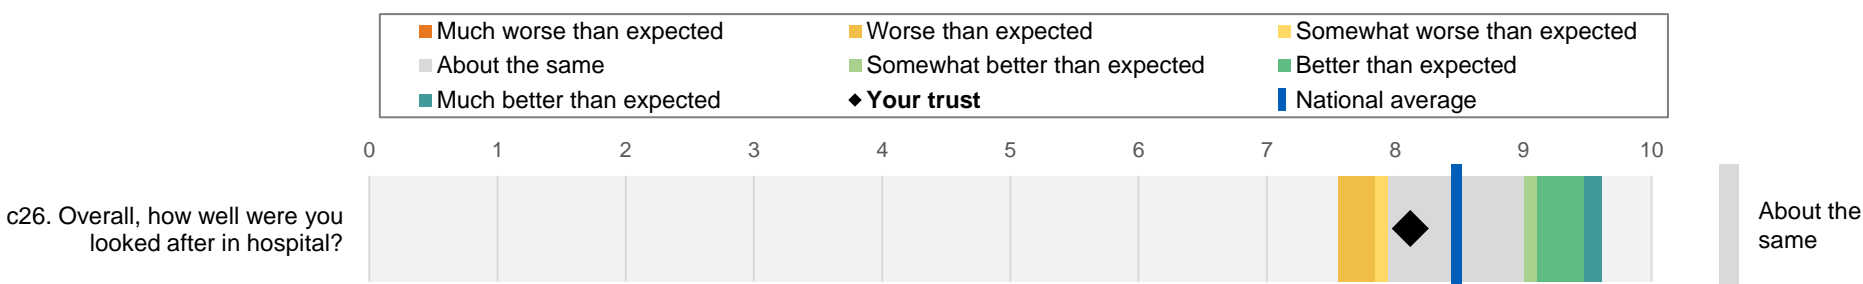 Much worse than expected Worse than expected Somewhat worse than expected
About the same Somewhat better than expected Better than expected
Much better than expected Your trust National average
0 1 2 3 4 5 6 7 8 9 10
c26. Overall, how well were you
looked after in hospital?
About the
same